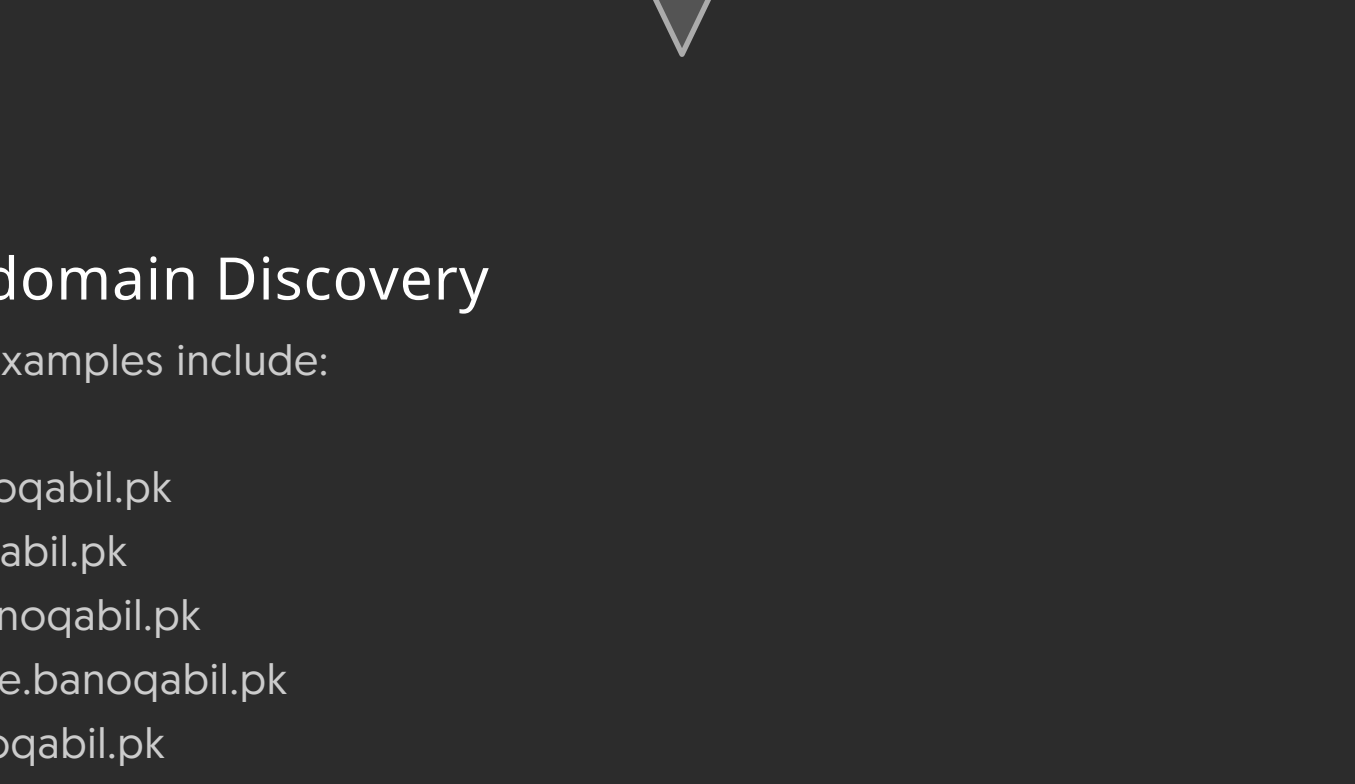 domain Discovery
xamples include:
oqabil.pk
abil.pk
noqabil.pk
e.banoqabil.pk
oqabil.pk